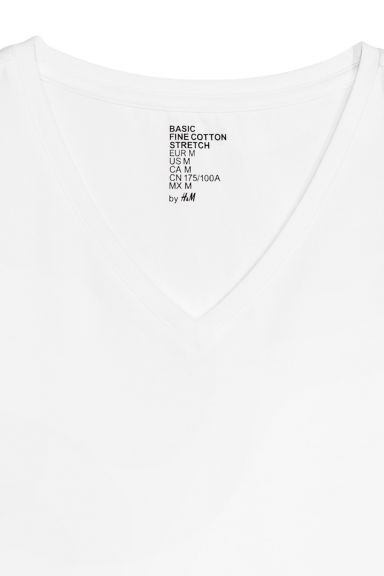 BASIC
FINE COTTON
STRETCH
EUR M
US M
CA M
CN 175/100A
MX M
by H&M